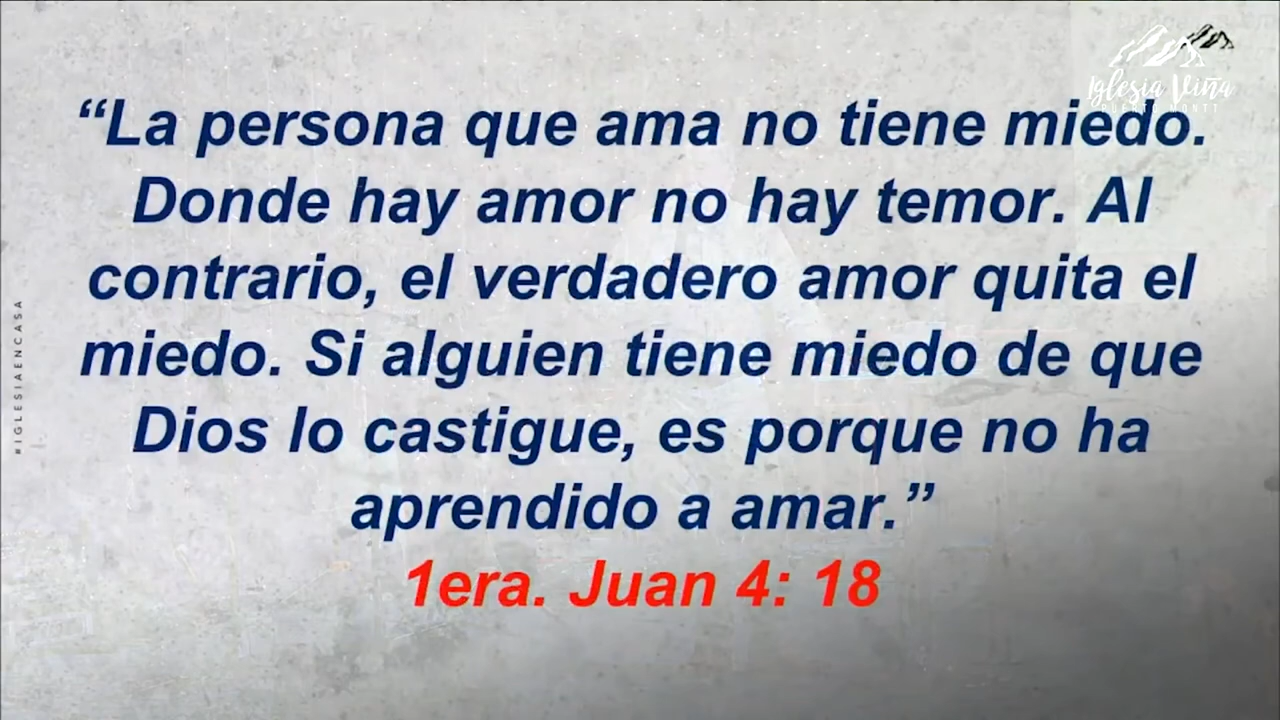 Iglesia Viña
PUERTO MONTT
“La persona que ama no tiene miedo.
Donde hay amor no hay temor. Al
contrario, el verdadero amor quita el
miedo. Si alguien tiene miedo de que
Dios lo castigue, es porque no ha
aprendido a amar.”
1era. Juan 4: 18
#IGLESIAENCASA